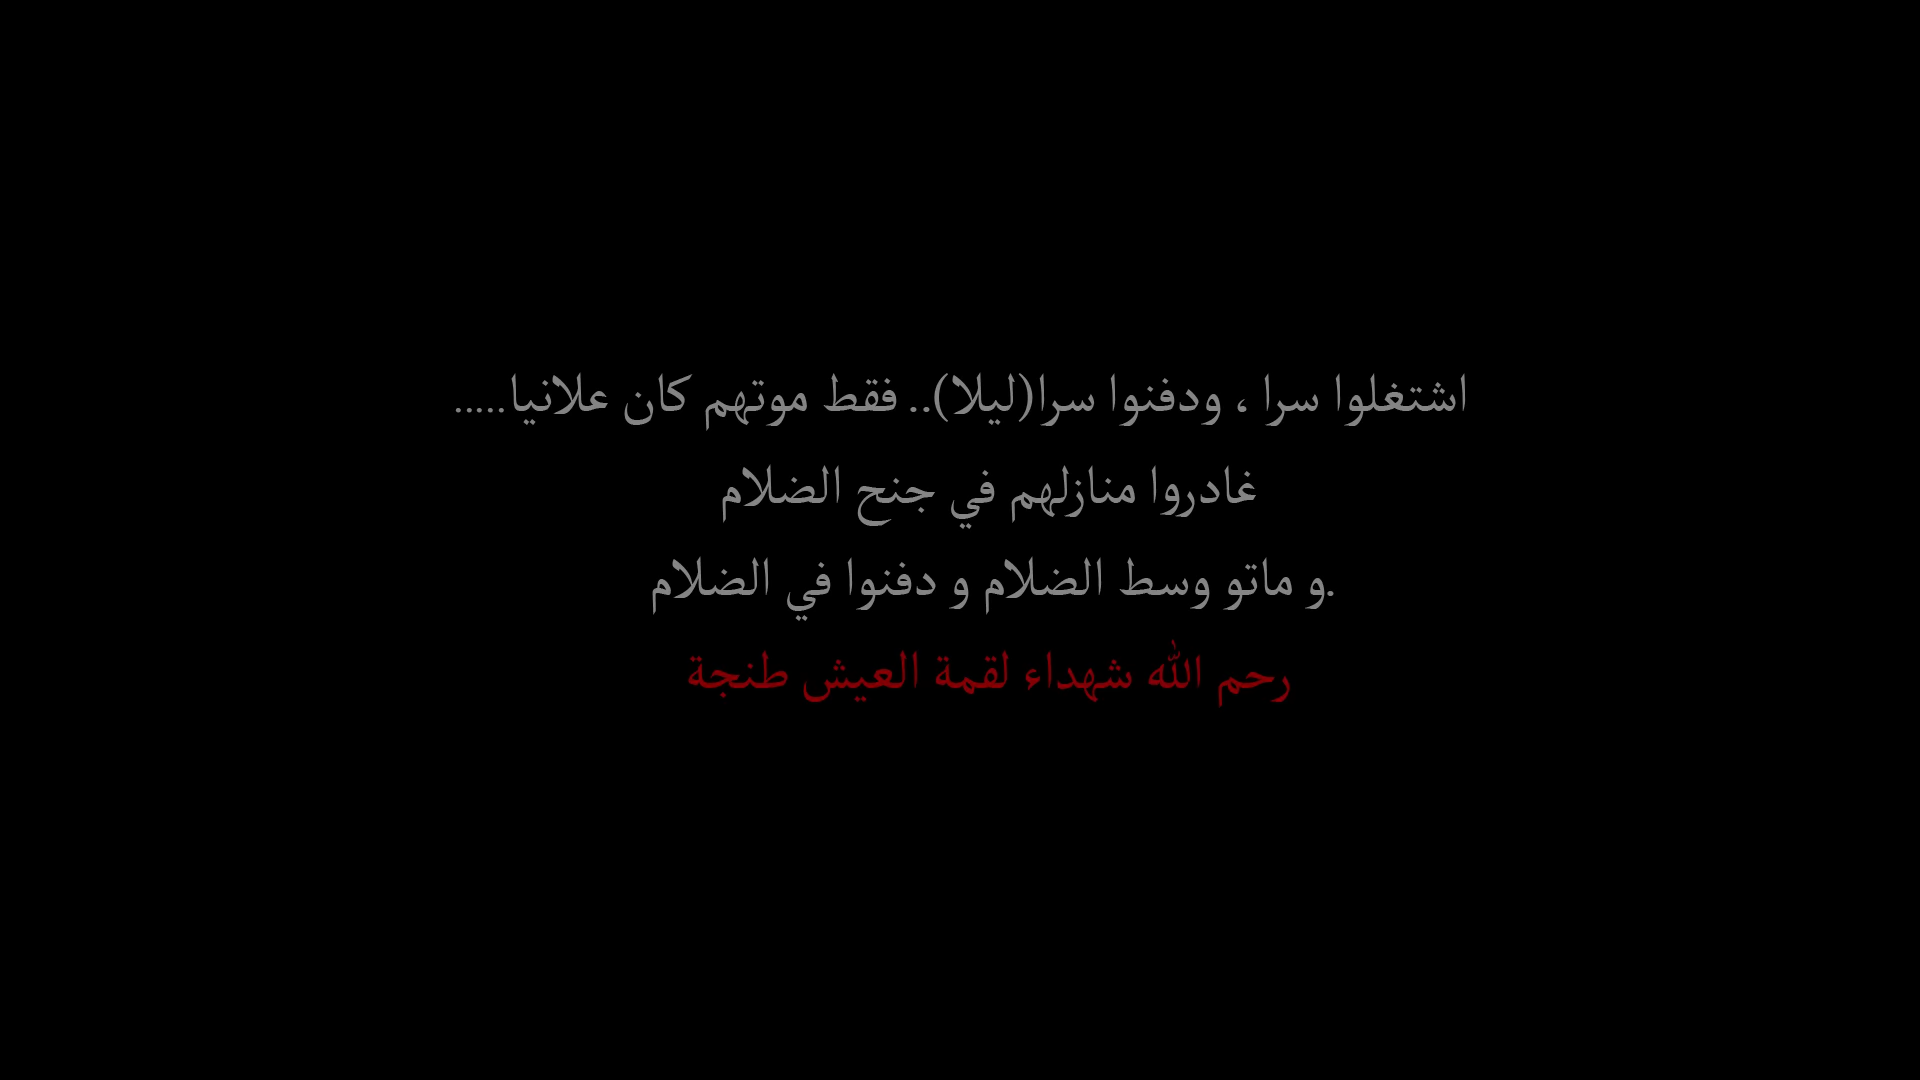 اشتغلوا سرا ، ودفنوا سرا(ليلا).. فقط موتهم كان علانيا.....
غادروا منازلهم في جنح الضلام
.و ماتو وسط الضلام و دفنوا في الضلام
رحم الله شهداء لقمة العيش طنجة